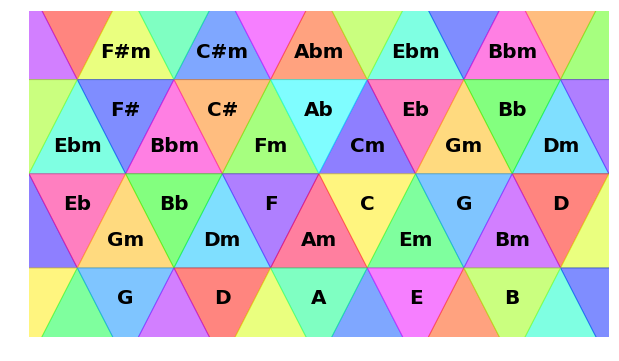 F#m C#m Abm Ebm Bbm
F# C# Ab Eb Bb
Ebm Bbm Fm Cm Gm Dm
Eb Bb F C G D
Gm Dm Am Em Bm
G D A E B